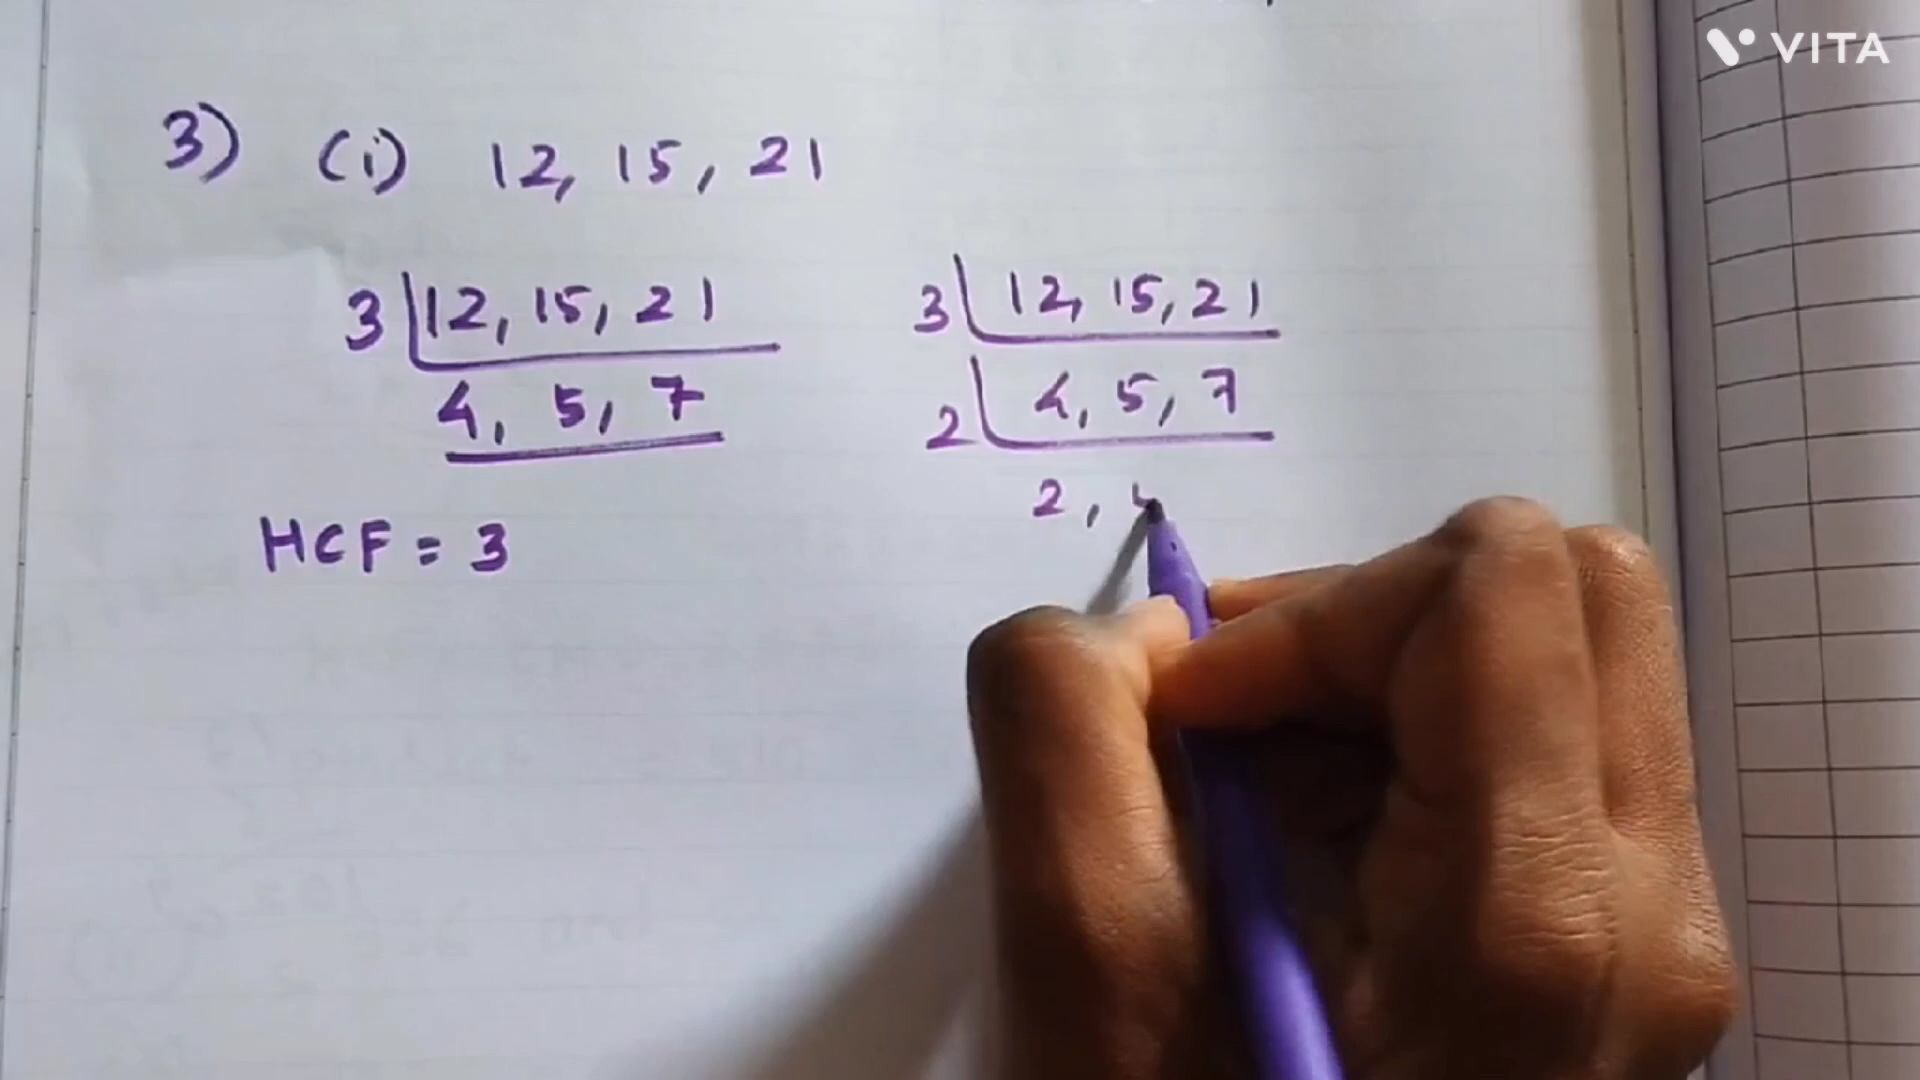 VITA
3) (i) 12, 15, 21
3 12, 15, 21
4, 5, 7
HCF = 3
3 12, 15, 21
2 4, 5, 7
2,